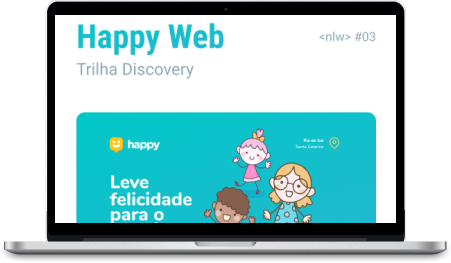 Happy Web
<nlw> #03
Trilha Discovery
happy
Rio do Sul
Santa Catarina
Leve
felicidade
para o